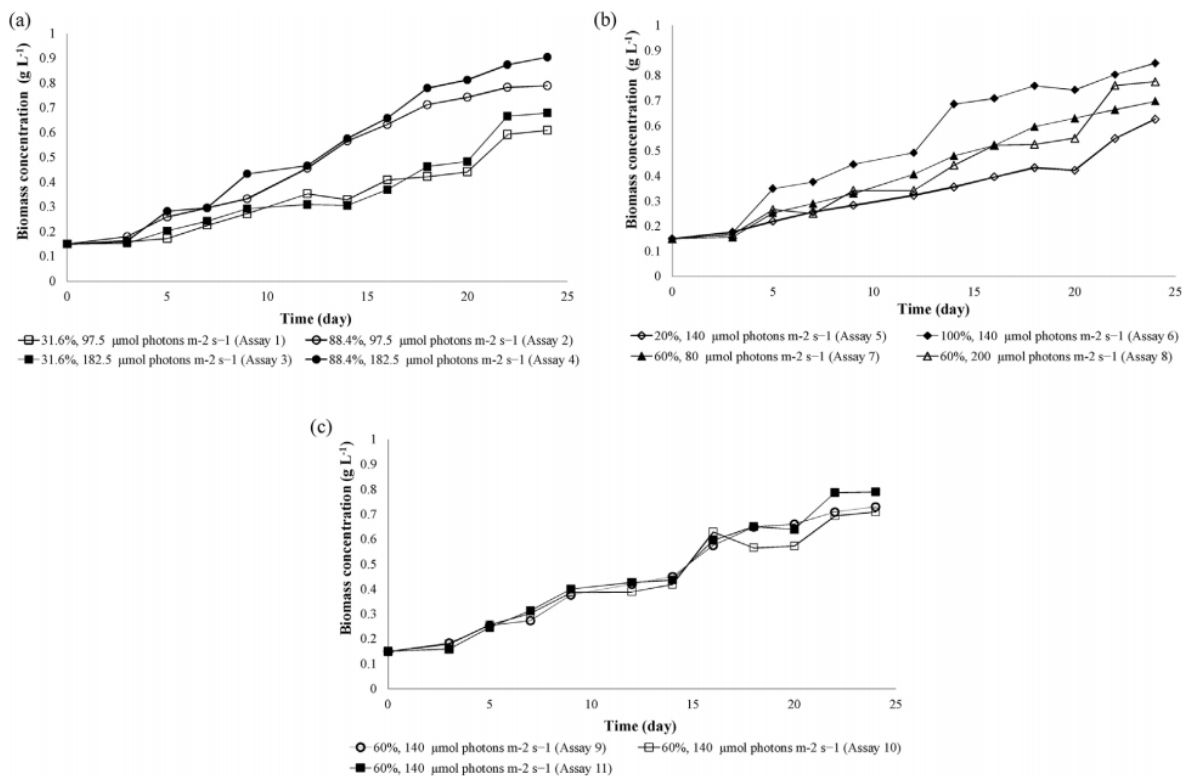 (a)
Biomass concentration (g L-1)
1
0.9
0.8
0.7
0.6
0.5
0.4
0.3
0.2
0.1
0
0 5 10 15 20 25
Time (day)
31.6%, 97.5 µmol photons m-2 s−1 (Assay 1) 88.4%, 97.5 µmol photons m-2 s−1 (Assay 2)
31.6%, 182.5 µmol photons m-2 s−1 (Assay 3) 88.4%, 182.5 µmol photons m-2 s−1 (Assay 4)
(b)
Biomass concentration (g L-1)
1
0.9
0.8
0.7
0.6
0.5
0.4
0.3
0.2
0.1
0
0 5 10 15 20 25
Time (day)
20%, 140 µmol photons m-2 s−1 (Assay 5) 100%, 140 µmol photons m-2 s−1 (Assay 6)
60%, 80 µmol photons m-2 s−1 (Assay 7) 60%, 200 µmol photons m-2 s−1 (Assay 8)
(c)
Biomass concentration (g L-1)
1
0.9
0.8
0.7
0.6
0.5
0.4
0.3
0.2
0.1
0
0 5 10 15 20 25
Time (day)
60%, 140 µmol photons m-2 s−1 (Assay 9) 60%, 140 µmol photons m-2 s−1 (Assay 10)
60%, 140 µmol photons m-2 s−1 (Assay 11)